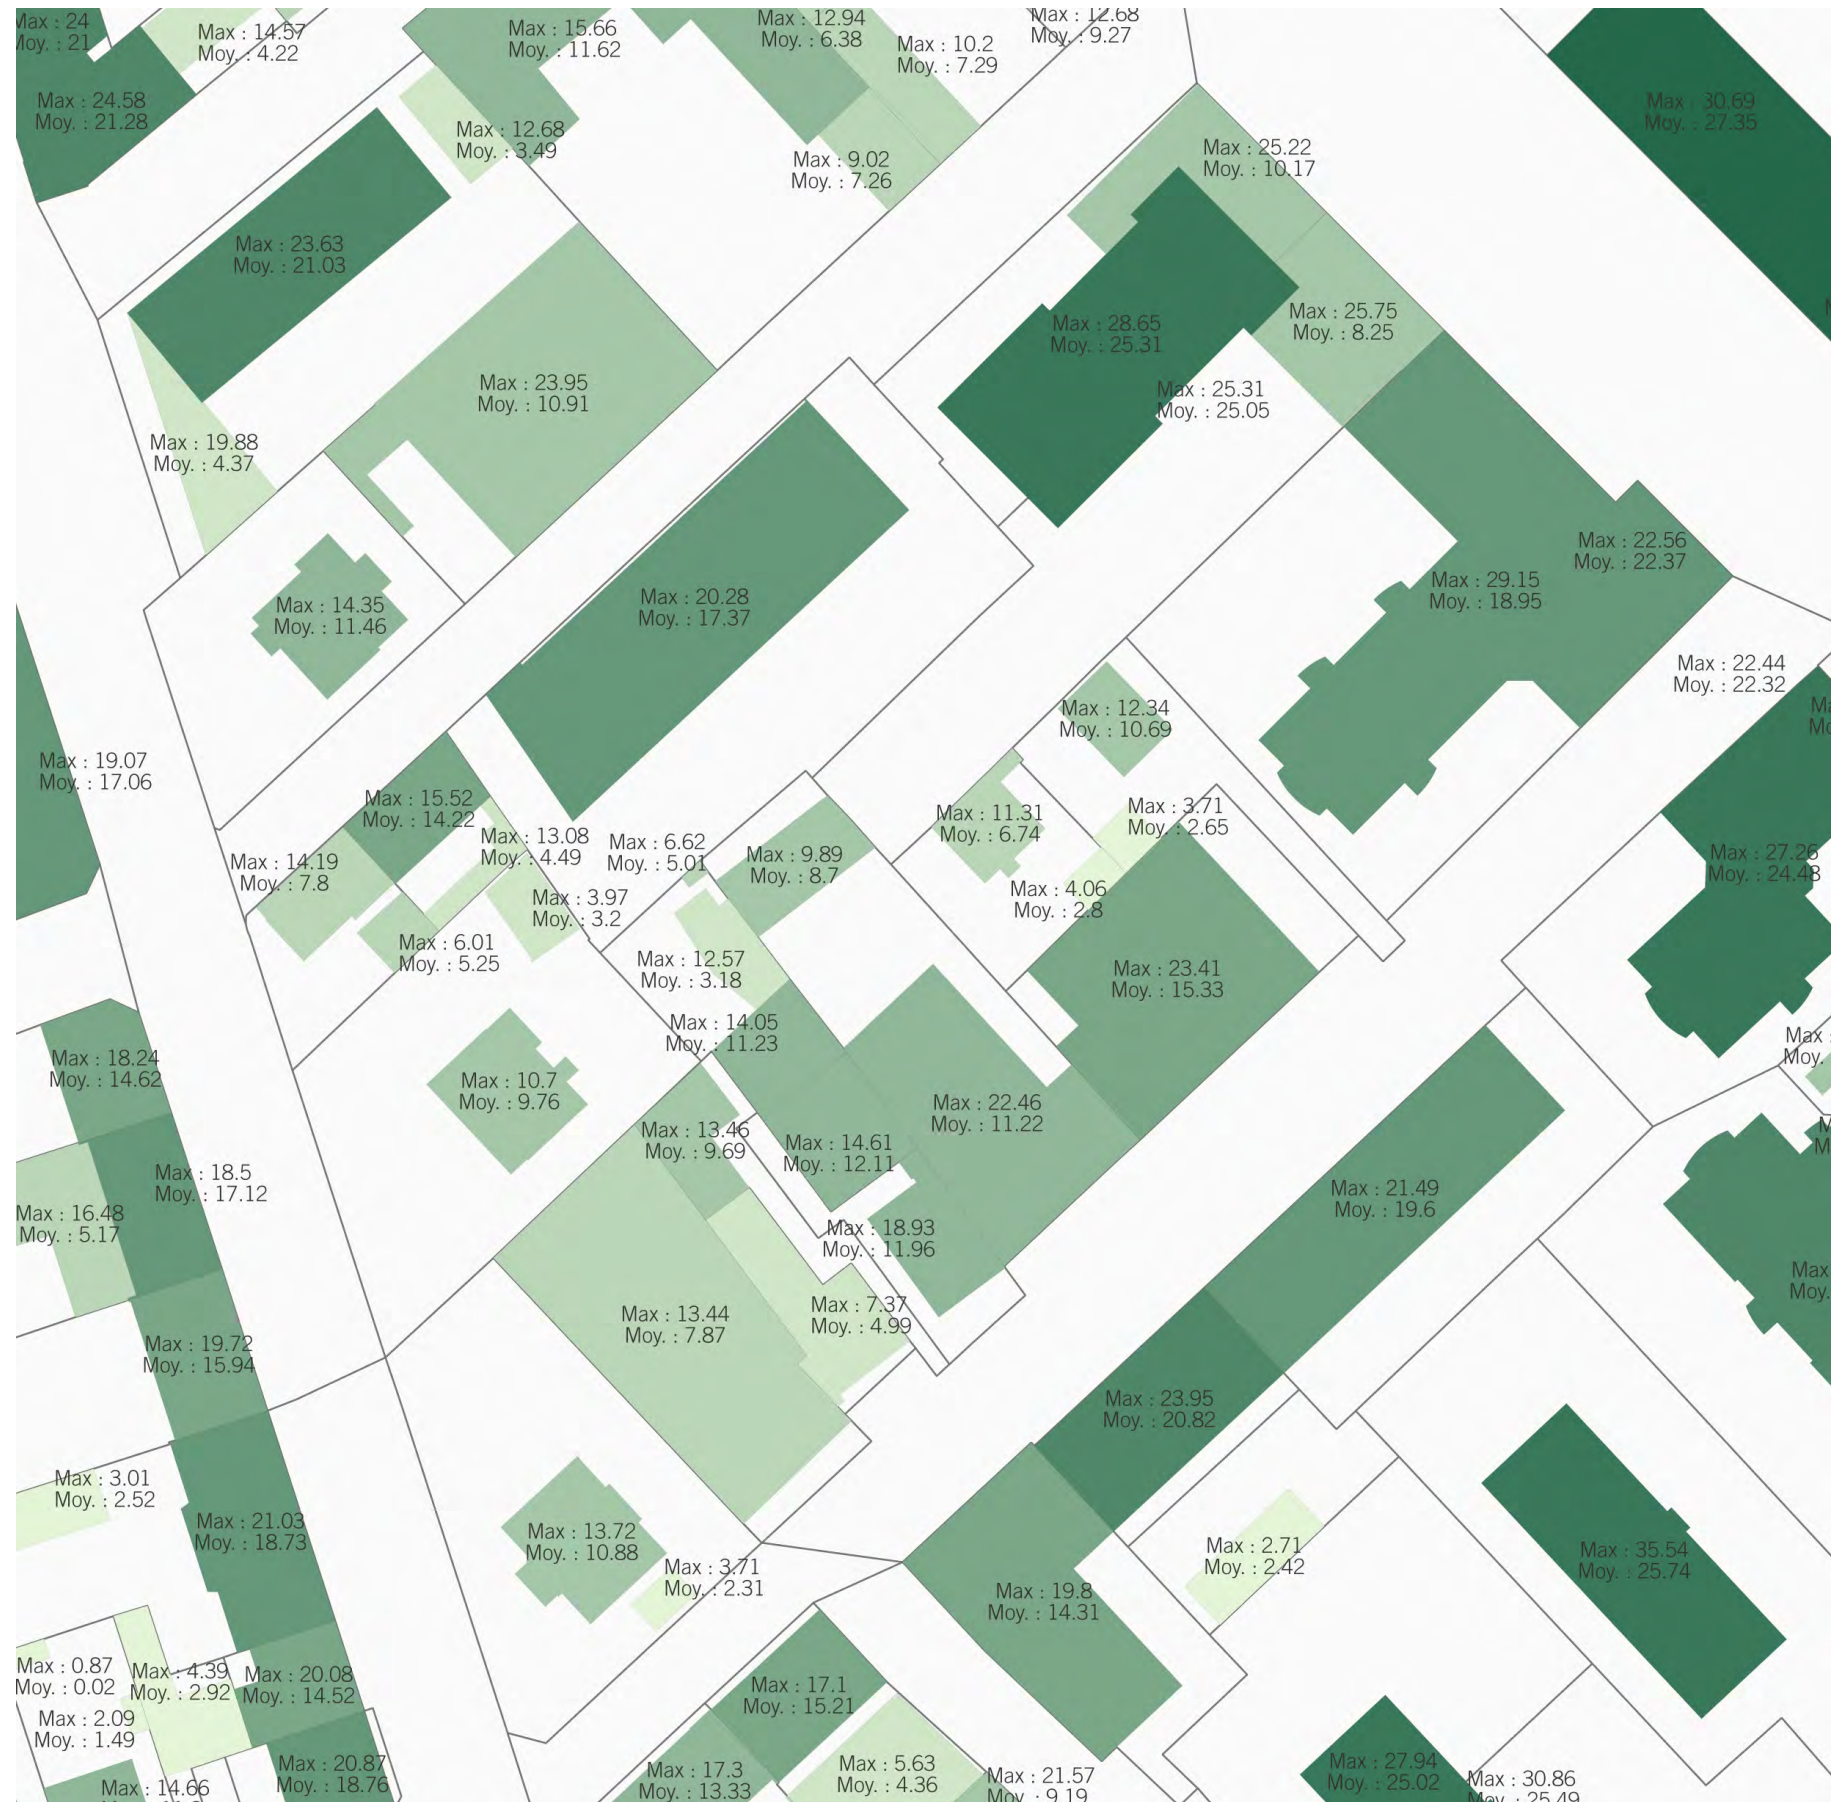 Max : 24
Moy. : 21
Max : 14.57
Moy. : 4.22
Max : 15.66
Moy. : 11.62
Max : 12.94
Moy. : 6.38
Max : 10.2
Moy. : 7.29
Max : 12.68
Moy. : 9.27
Max : 24.58
Moy. : 21.28
Max : 30.69
Moy. : 27.35
Max : 12.68
Moy. : 3.49
Max : 9.02
Moy. : 7.26
Max : 25.22
Moy. : 10.17
Max : 23.63
Moy. : 21.03
Max : 28.65
Moy. : 25.31
Max : 25.75
Moy. : 8.25
Max : 23.95
Moy. : 10.91
Max : 25.31
Moy. : 25.05
Max : 19.88
Moy. : 4.37
Max : 22.56
Moy. : 22.37
Max : 29.15
Moy. : 18.95
Max : 14.35
Moy. : 11.46
Max : 20.28
Moy. : 17.37
Max : 22.44
Moy. : 22.32
Max : 12.34
Moy. : 10.69
Max : 19.07
Moy. : 17.06
Max : 15.52
Moy. : 14.22
Max : 11.31
Moy. : 6.74
Max : 3.71
Moy. : 2.65
Max : 13.08
Moy. : 4.49
Max : 6.62
Moy. : 5.01
Max : 9.89
Moy. : 8.7
Max : 14.19
Moy. : 7.8
Max : 27.26
Moy. : 24.48
Max : 4.06
Moy. : 2.8
Max : 3.97
Moy. : 3.2
Max : 6.01
Moy. : 5.25
Max : 12.57
Moy. : 3.18
Max : 23.41
Moy. : 15.33
Max : 14.05
Moy. : 11.23
Max :
Moy.
Max : 18.24
Moy. : 14.62
Max : 10.7
Moy. : 9.76
Max : 22.46
Moy. : 11.22
Max : 13.46
Moy. : 9.69
Max : 14.61
Moy. : 12.11
Max : 18.5
Moy. : 17.12
Max : 21.49
Moy. : 19.6
Max : 16.48
Moy. : 5.17
Max : 18.93
Moy. : 11.96
Max
Moy.
Max : 13.44
Moy. : 7.87
Max : 7.37
Moy. : 4.99
Max : 19.72
Moy. : 15.94
Max : 23.95
Moy. : 20.82
Max : 3.01
Moy. : 2.52
Max : 21.03
Moy. : 18.73
Max : 13.72
Moy. : 10.88
Max : 2.71
Moy. : 2.42
Max : 35.54
Moy. : 25.74
Max : 3.71
Moy. : 2.31
Max : 19.8
Moy. : 14.31
Max : 0.87
Moy. : 0.02
Max : 4.39
Moy. : 2.92
Max : 20.08
Moy. : 14.52
Max : 17.1
Moy. : 15.21
Max : 2.09
Moy. : 1.49
Max : 20.87
Moy. : 18.76
Max : 17.3
Moy. : 13.33
Max : 5.63
Moy. : 4.36
Max : 27.94
Moy. : 25.02
Max : 21.57
Moy. : 9.19
Max : 30.86
Moy. : 25.49
Max : 14.66